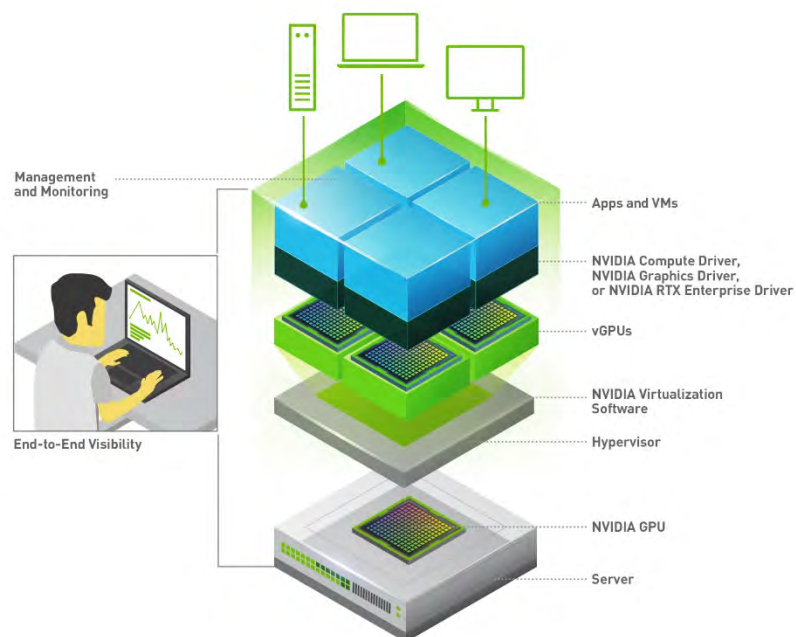 Management
and Monitoring
Apps and VMs
NVIDIA Compute Driver,
NVIDIA Graphics Driver,
or NVIDIA RTX Enterprise Driver
vGPUs
NVIDIA Virtualization
Software
End-to-End Visibility
Hypervisor
NVIDIA GPU
Server